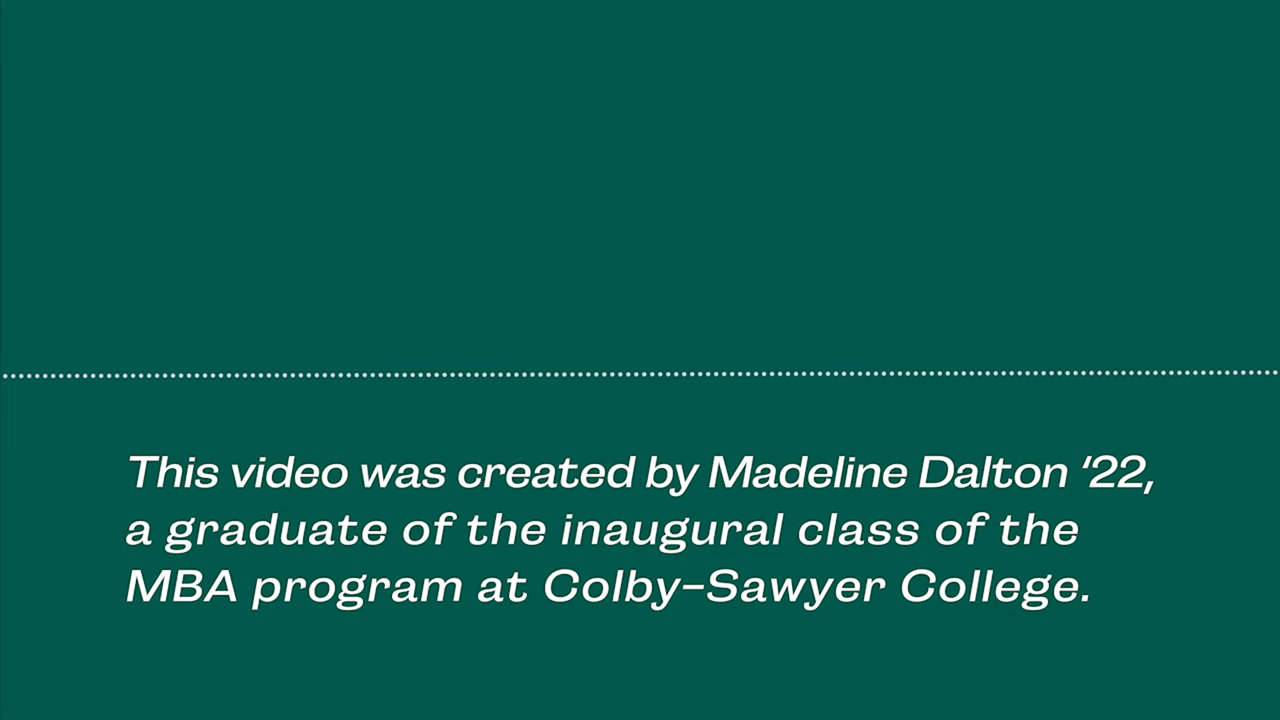 This video was created by Madeline Dalton ‘22,
a graduate of the inaugural class of the
MBA program at Colby-Sawyer College.